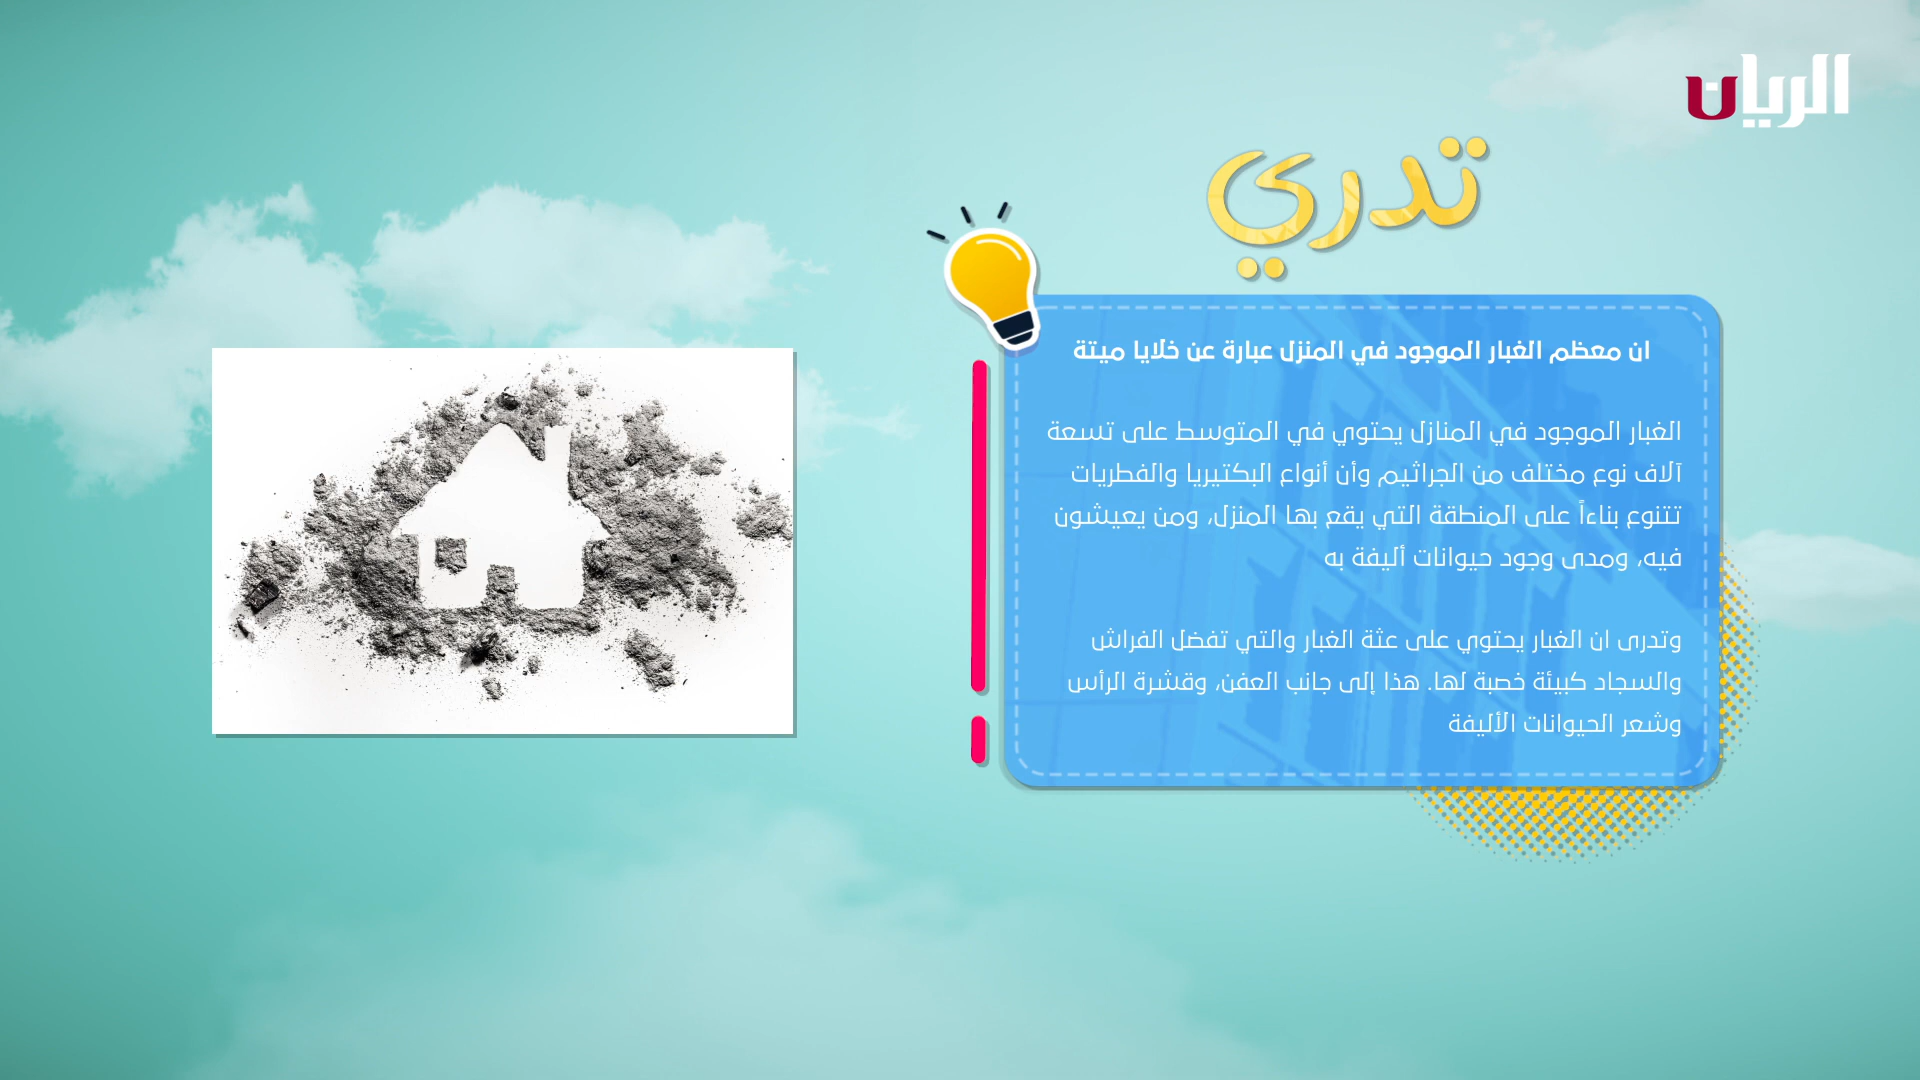 الريان
تدري
ان معظم الغبار الموجود في المنزل عبارة عن خلايا ميتة
الغبار الموجود في المنازل يحتوي في المتوسط على تسعة
آلاف نوع مختلف من الجراثيم وأن أنواع البكتيريا والفطريات
تتنوع بناءاً على المنطقة التي يقع بها المنزل، ومن يعيشون
فيه، ومدى وجود حيوانات أليفة به
وتدرى ان الغبار يحتوي على عثة الغبار والتي تفضل الفراش
والسجاد كبيئة خصبة لها. هذا إلى جانب العفن، وقشرة الرأس
وشعر الحيوانات الأليفة